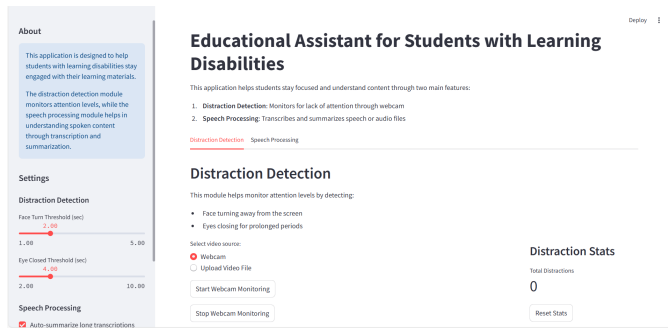 Deploy
About
This application is designed to help
students with learning disabilities stay
engaged with their learning materials.
The distraction detection module
monitors attention levels, while the
speech processing module helps in
understanding spoken content
through transcription and
summarization.
Settings
Distraction Detection
Face Turn Threshold (sec)
2.00
1.00 5.00
Eye Closed Threshold (sec)
4.00
2.00 10.00
Speech Processing
Auto-summarize long transcriptions
Educational Assistant for Students with Learning
Disabilities
This application helps students stay focused and understand content through two main features:
1. Distraction Detection: Monitors for lack of attention through webcam
2. Speech Processing: Transcribes and summarizes speech or audio files
Distraction Detection Speech Processing
Distraction Detection
This module helps monitor attention levels by detecting:
• Face turning away from the screen
• Eyes closing for prolonged periods
Select video source:
Webcam
Upload Video File
Start Webcam Monitoring
Stop Webcam Monitoring
Distraction Stats
Total Distractions
0
Reset Stats